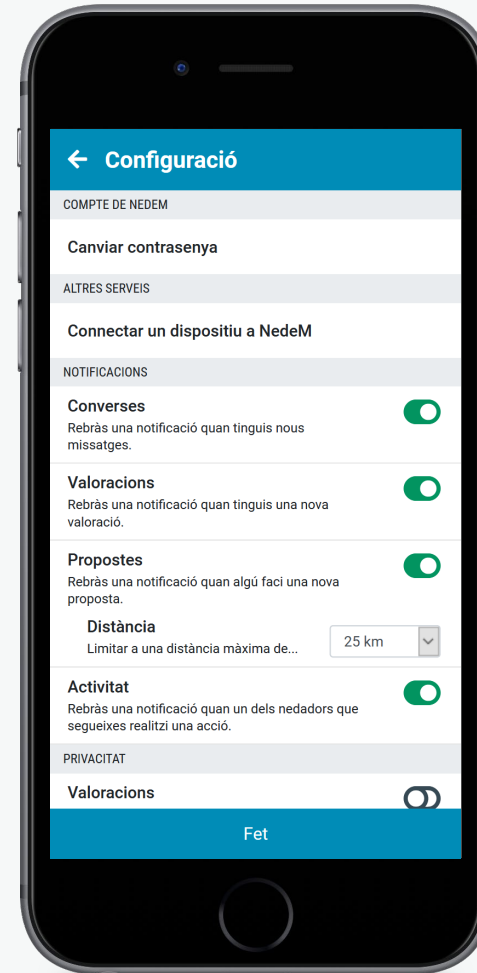 Configuració
COMPTE DE NEDEM
Canviar contrasenya
ALTRES SERVEIS
Connectar un dispositiu a NedeM
NOTIFICACIONS
Converses
Rebràs una notificació quan tinguis nous
missatges.
Valoracions
Rebràs una notificació quan tinguis una nova
valoració.
Propostes
Rebràs una notificació quan algú faci una nova
proposta.
Distància
Limitar a una distància màxima de...
25 km
Activitat
Rebràs una notificació quan un dels nedadors que
segueixes realitzi una acció.
PRIVACITAT
Valoracions
Fet